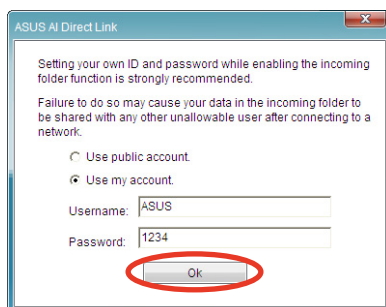 ASUS AI Direct Link
Setting your own ID and password while enabling the incoming
folder function is strongly recommended.
Failure to do so may cause your data in the incoming folder to
be shared with any other unallowable user after connecting to a
network.
Use public account.
Use my account.
Username: ASUS
Password: 1234
Ok